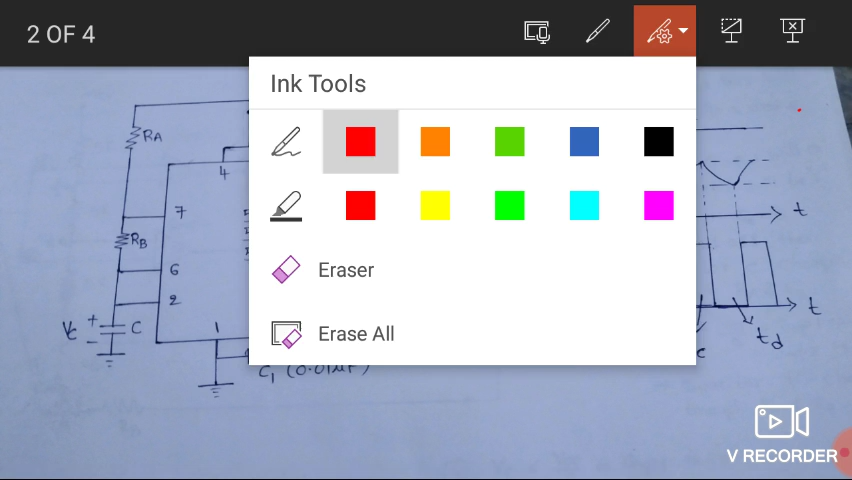 2 OF 4
Ink Tools
Eraser
Erase All
RA
4
7
RB
6
2
Vc + - C
1
C1 (0.01µF)
t
t
c
td
V RECORDER